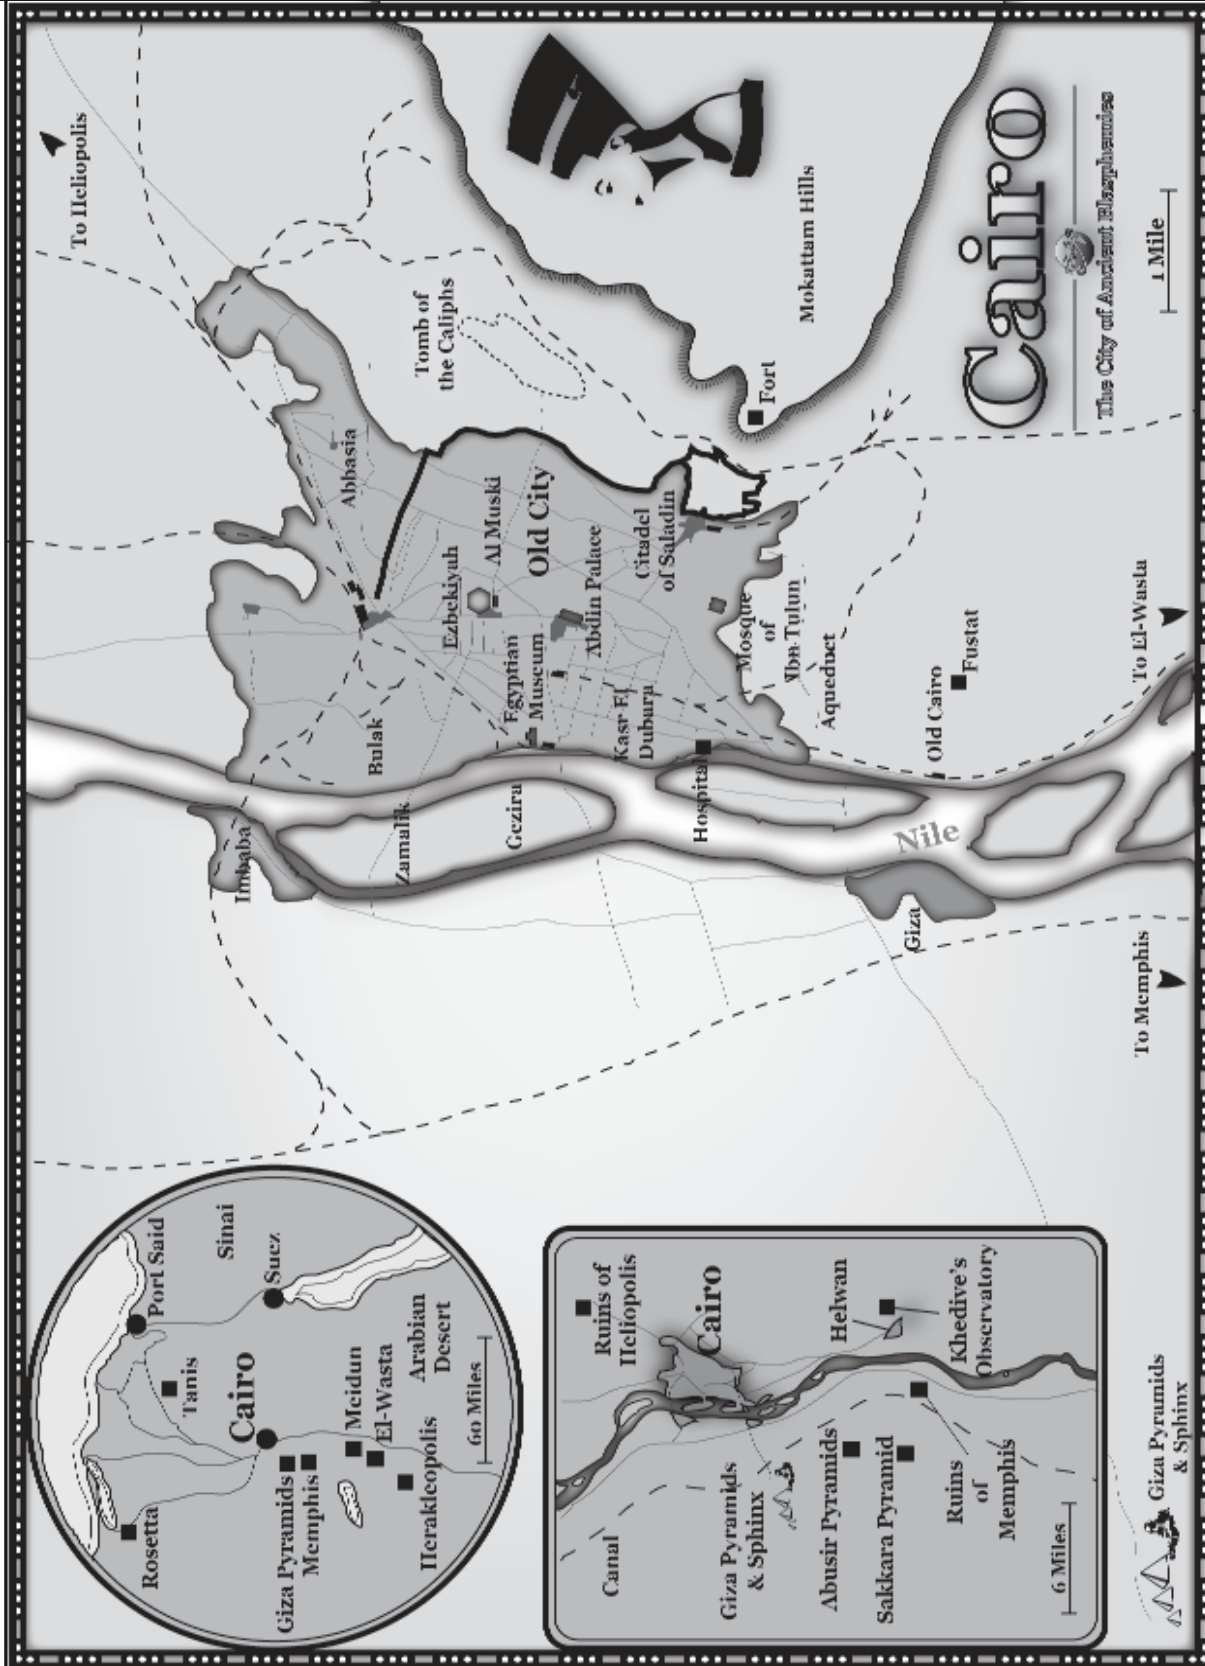 Rosetta
Port Said
Tanis
Sinai
Cairo
Suez
Giza Pyramids
Memphis
Meidun
El-Wasta
Arabian
Desert
Herakleopolis
60 Miles
Canal
Ruins of
Heliopolis
Cairo
Giza Pyramids
& Sphinx
Helwan
Abusir Pyramids
Sakkara Pyramid
Khedive's
Observatory
Ruins
of
Memphis
6 Miles
Giza Pyramids
& Sphinx
To Memphis
To Heliopolis
Imbaba
Bulak
Abbasia
Zamalik
Tomb of
the Caliphs
Ezbekiyah
Al Muski
Gezira
Egyptian
Museum
Old City
Abdin Palace
Kasr El
Dubara
Citadel
of Saladin
Hospital
Mosque
of
Ibn Tulun
Fort
Mokattam Hills
Aqueduct
Nile
Giza
Old Cairo
Fustat
To El-Wasta
Cairo
The City of Ancient Blasphemies
1 Mile